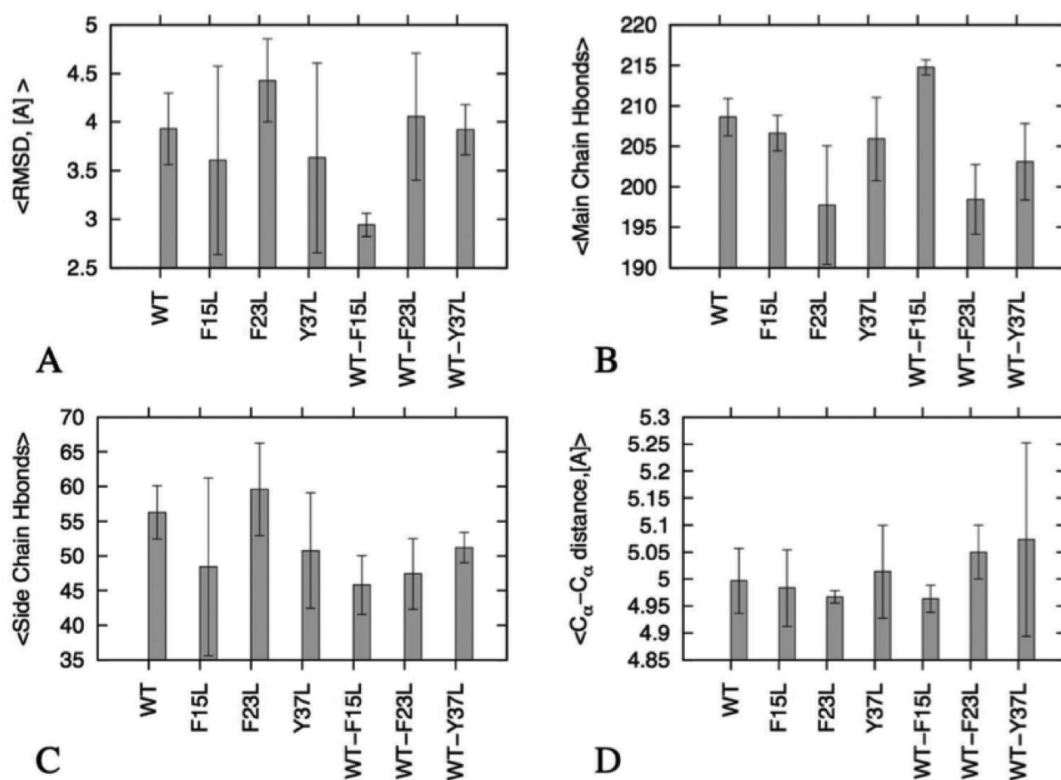 <RMSD, [A] >
5
4.5
4
3.5
3
2.5
WT
F15L
F23L
Y37L
WT-F15L
WT-F23L
WT-Y37L
A
<Main Chain Hbonds>
220
215
210
205
200
195
190
WT
F15L
F23L
Y37L
WT-F15L
WT-F23L
WT-Y37L
B
<Side Chain Hbonds>
70
65
60
55
50
45
40
35
WT
F15L
F23L
Y37L
WT-F15L
WT-F23L
WT-Y37L
C
<Cα-Cα distance,[A]>
5.3
5.25
5.2
5.15
5.1
5.05
5
4.95
4.9
4.85
WT
F15L
F23L
Y37L
WT-F15L
WT-F23L
WT-Y37L
D